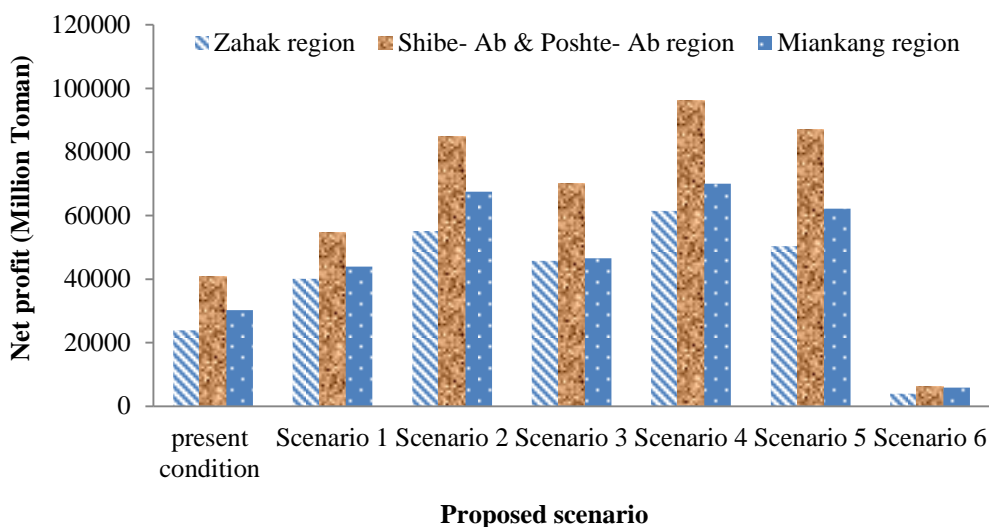 120000
100000
80000
60000
40000
20000
0
Net profit (Million Toman)
Zahak region
Shibe- Ab & Poshte- Ab region
Miankang region
present condition
Scenario 1
Scenario 2
Scenario 3
Scenario 4
Scenario 5
Scenario 6
Proposed scenario